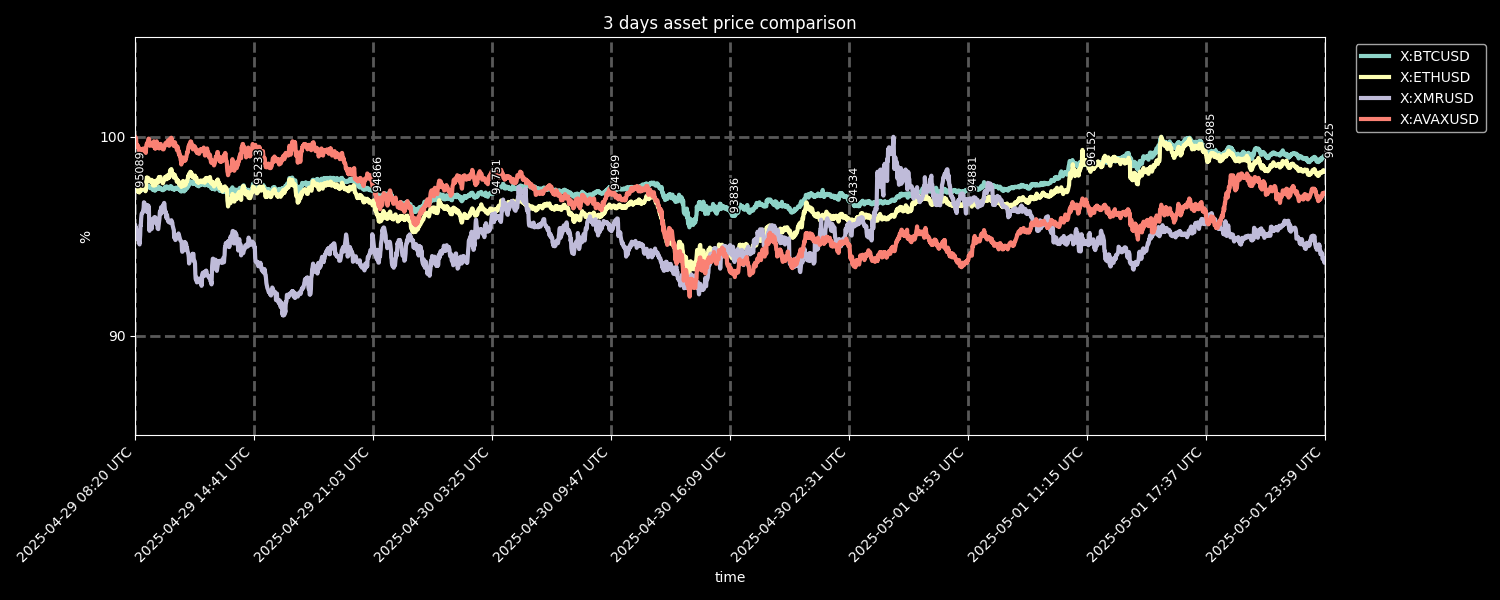 3 days asset price comparison
X:BTCUSD
X:ETHUSD
X:XMRUSD
X:AVAXUSD
100
90
%
95089
95233
94866
94751
94969
93836
94334
94881
96152
96985
96525
2025-04-29 08:20 UTC
2025-04-29 14:41 UTC
2025-04-29 21:03 UTC
2025-04-30 03:25 UTC
2025-04-30 09:47 UTC
2025-04-30 16:09 UTC
2025-04-30 22:31 UTC
2025-05-01 04:53 UTC
2025-05-01 11:15 UTC
2025-05-01 17:37 UTC
2025-05-01 23:59 UTC
time